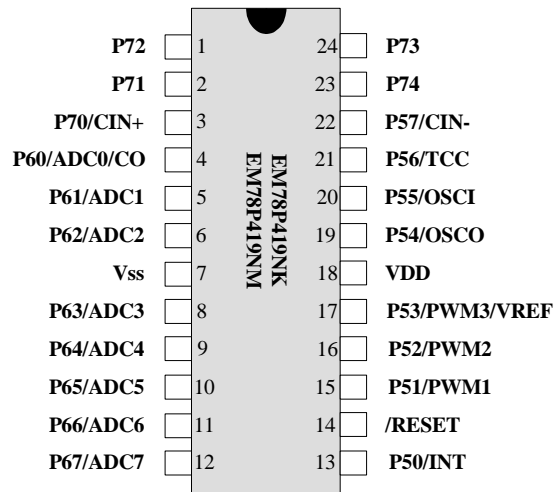 P72 1 24 P73
P71 2 23 P74
P70/CIN+ 3 22 P57/CIN-
P60/ADC0/CO 4 21 P56/TCC
P61/ADC1 5 20 P55/OSCI
P62/ADC2 6 19 P54/OSCO
Vss 7 18 VDD
P63/ADC3 8 17 P53/PWM3/VREF
P64/ADC4 9 16 P52/PWM2
P65/ADC5 10 15 P51/PWM1
P66/ADC6 11 14 /RESET
P67/ADC7 12 13 P50/INT
EM78P419NK
EM78P419NM